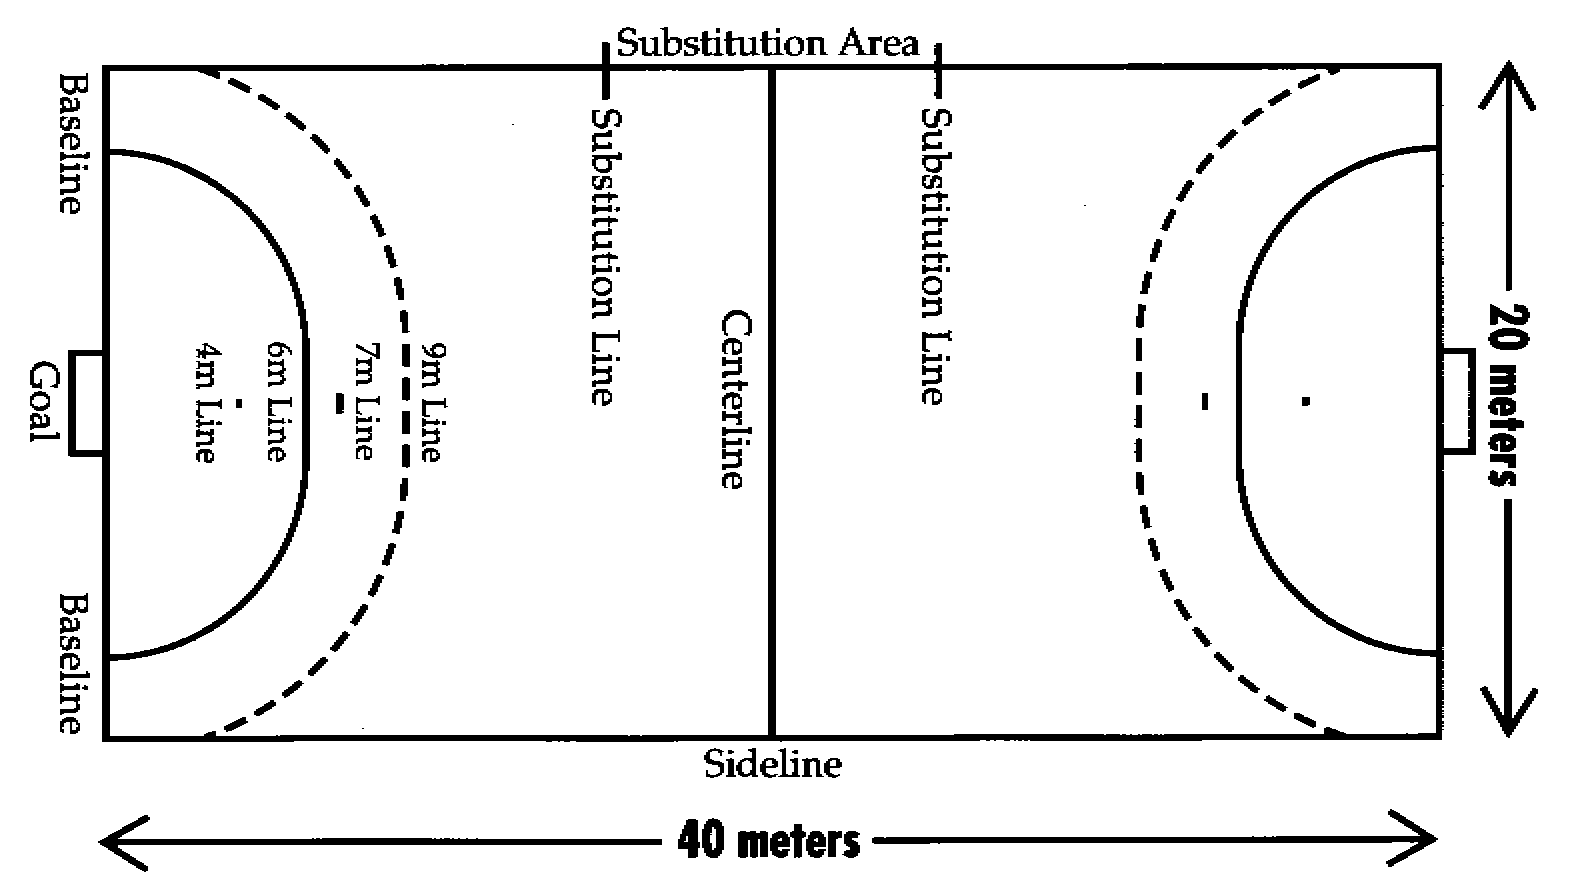 Substitution Area
Baseline
Substitution Line
Substitution Line
Centerline
Goal
4m Line
6m Line
7m Line
9m Line
20 meters
Baseline
Sideline
40 meters